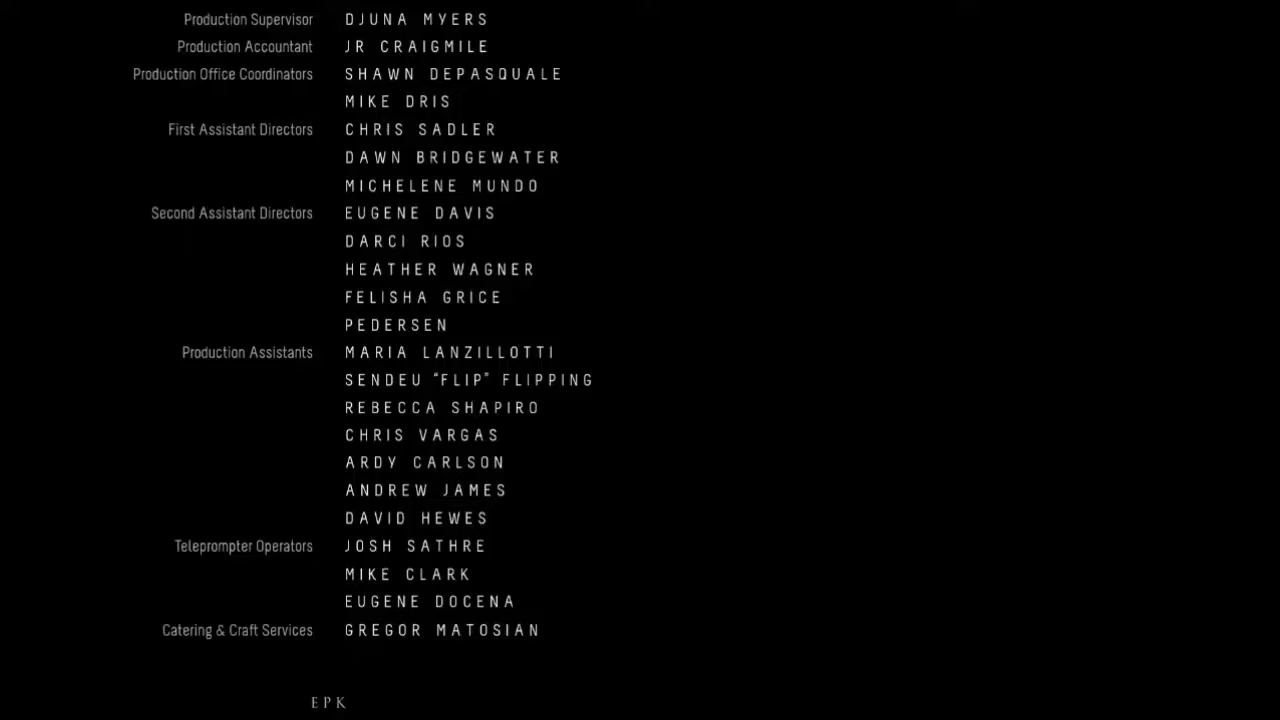 Production Supervisor DJUNA MYERS
Production Accountant JR CRAIGMILE
Production Office Coordinators SHAWN DEPASQUALE
MIKE DRIS
First Assistant Directors CHRIS SADLER
DAWN BRIDGEWATER
MICHELENE MUNDO
Second Assistant Directors EUGENE DAVIS
DARCI RIOS
HEATHER WAGNER
FELISHA GRICE
PEDERSEN
Production Assistants MARIA LANZILLOTTI
SENDEU “FLIP” FLIPPING
REBECCA SHAPIRO
CHRIS VARGAS
ARDY CARLSON
ANDREW JAMES
DAVID HEWES
Teleprompter Operators JOSH SATHRE
MIKE CLARK
EUGENE DOCENA
Catering & Craft Services GREGOR MATOSIAN
EPK